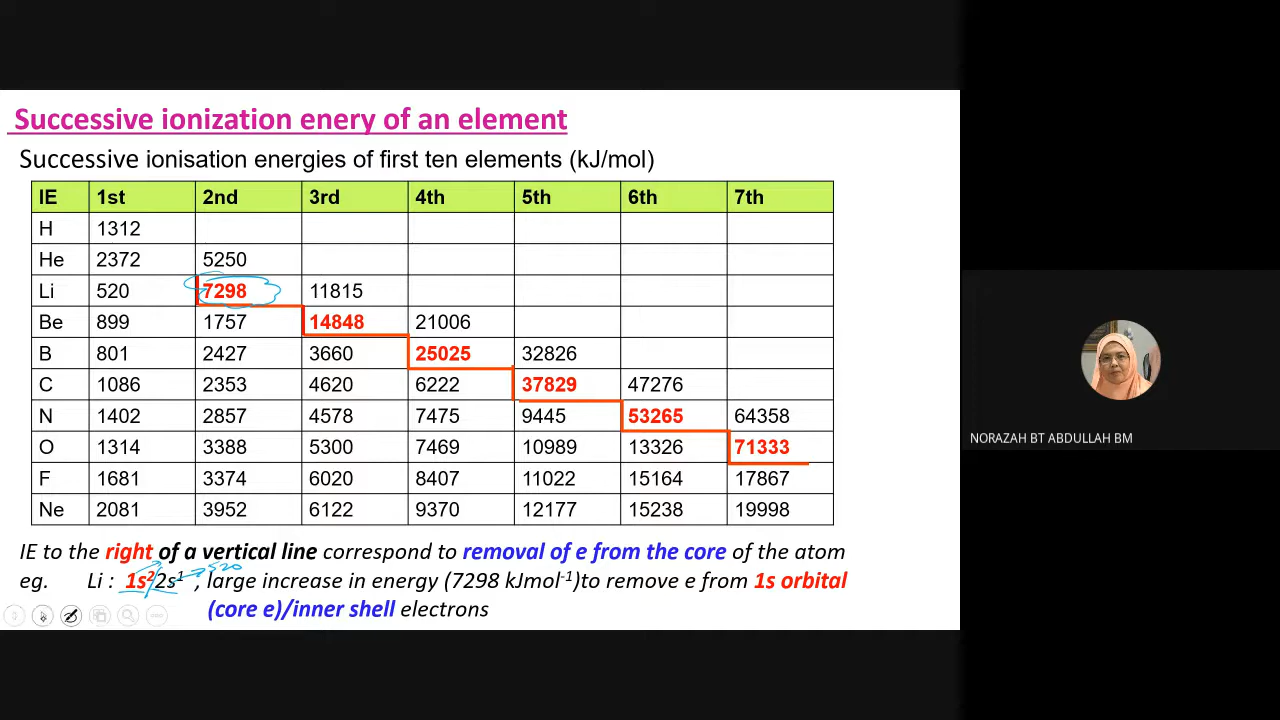 Successive ionization enery of an element
Successive ionisation energies of first ten elements (kJ/mol)
IE 1st 2nd 3rd 4th 5th 6th 7th
H 1312
He 2372 5250
Li 520 7298 11815
Be 899 1757 14848 21006
B 801 2427 3660 25025 32826
C 1086 2353 4620 6222 37829 47276
N 1402 2857 4578 7475 9445 53265 64358
O 1314 3388 5300 7469 10989 13326 71333
F 1681 3374 6020 8407 11022 15164 17867
Ne 2081 3952 6122 9370 12177 15238 19998
IE to the right of a vertical line correspond to removal of e from the core of the atom
520
eg. Li : 1s²2s¹ , large increase in energy (7298 kJmol⁻¹)to remove e from 1s orbital
(core e)/inner shell electrons
NORAZAH BT ABDULLAH BM